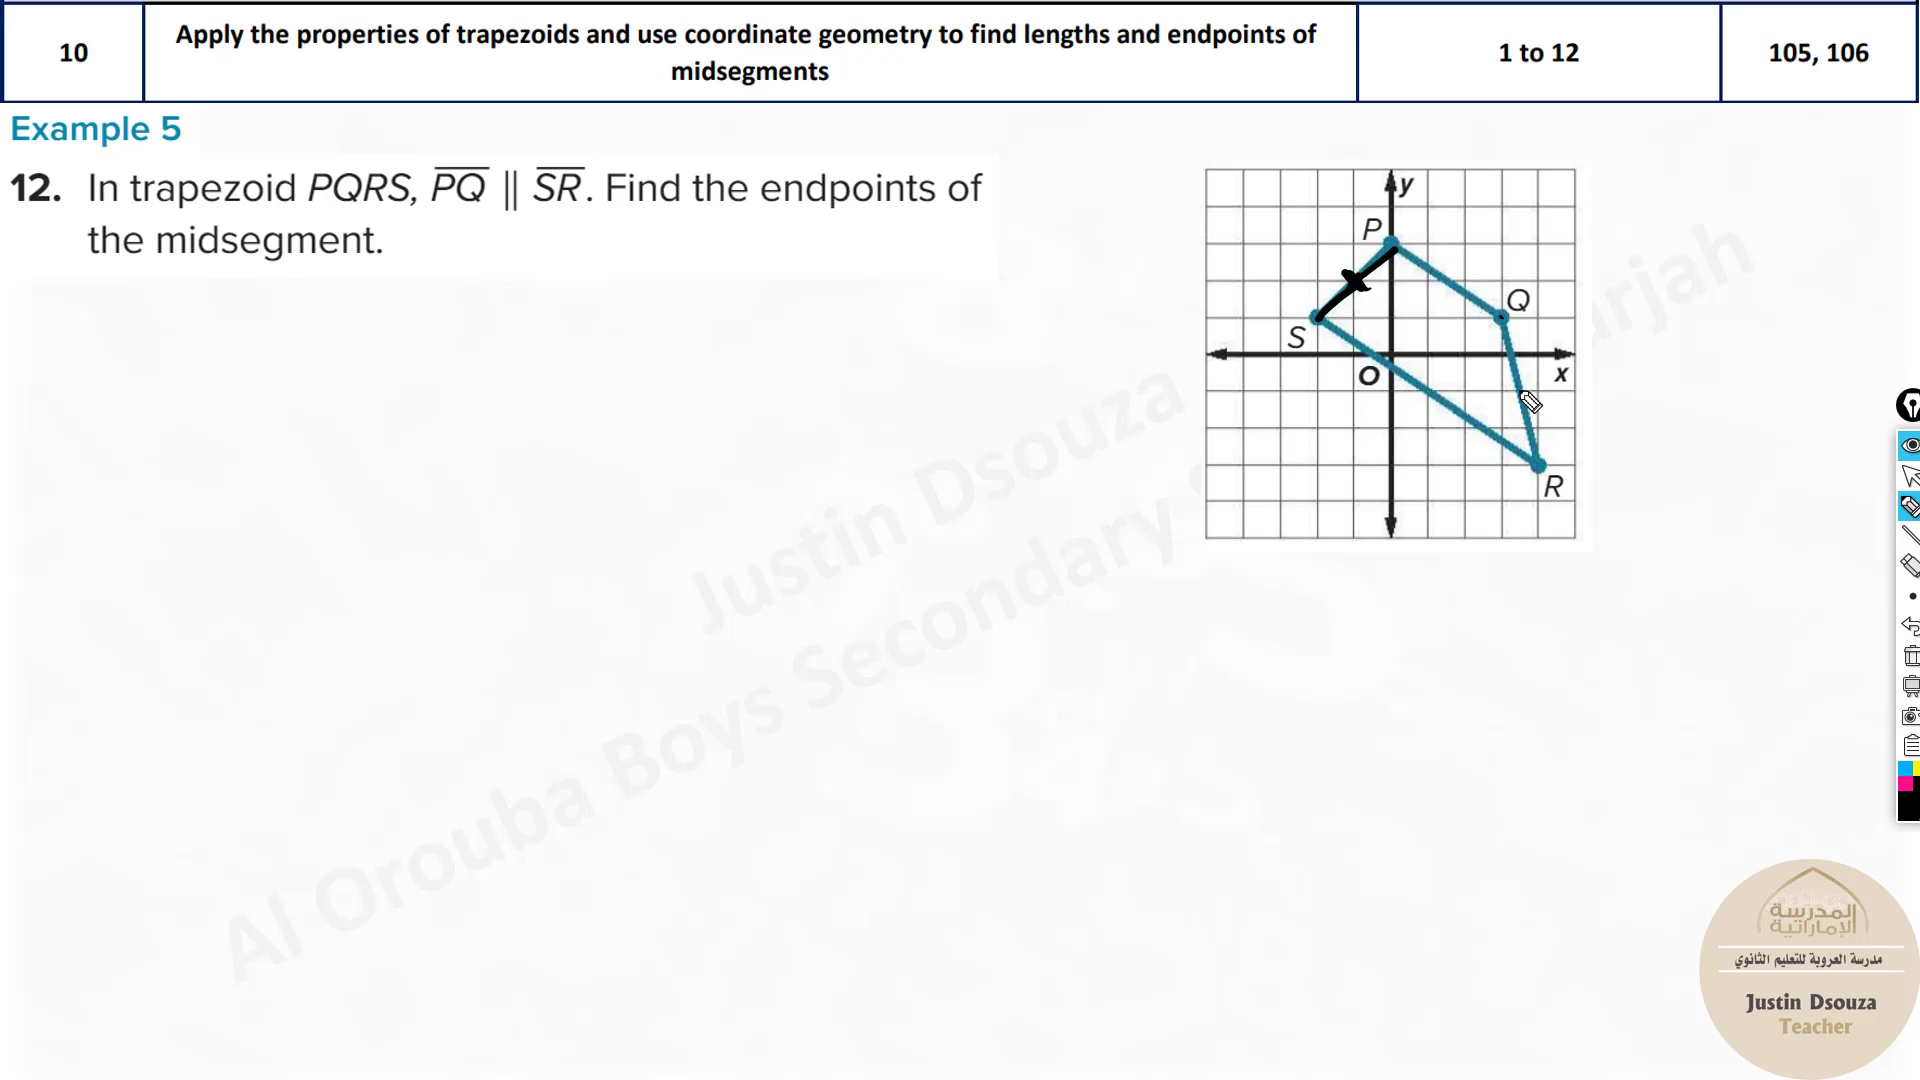 10
Apply the properties of trapezoids and use coordinate geometry to find lengths and endpoints of
midsegments
1 to 12
105, 106
Example 5
12. In trapezoid PQRS, PQ || SR. Find the endpoints of
the midsegment.
y
P
Q
S
O
x
R
Justin Dsouza
Al Orouba Boys Secondary S
arjah
المدرسة
الإماراتية
مدرسة العروبة للتعليم الثانوي
Justin Dsouza
Teacher